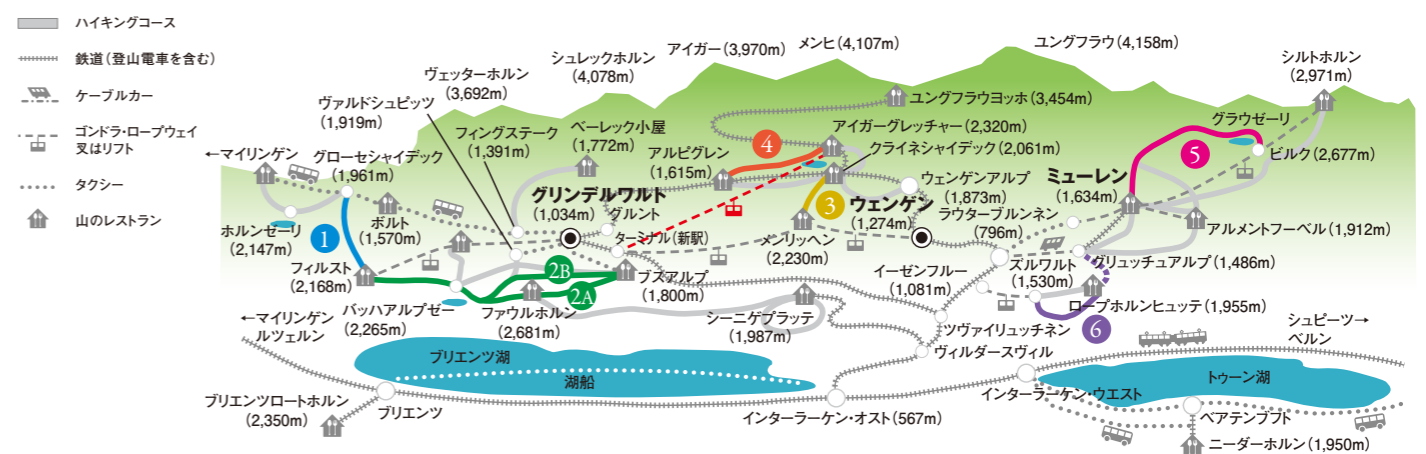 ハイキングコース
鉄道（登山電車を含む）
ケーブルカー
ゴンドラ・ロープウェイ
叉はリフト
タクシー
山のレストラン
アイガー（3,970m）
メンヒ（4,107m）
ユングフラウ（4,158m）
シュレックホルン
（4,078m）
シルトホルン
（2,971m）
ヴェッターホルン
（3,692m）
ヴァルドシュピッツ
（1,919m）
フィングステーク
（1,391m）
ベーレック小屋
（1,772m）
ユングフラウヨッホ（3,454m）
アイガーグレッチャー（2,320m）
クライネシャイデック（2,061m）
グラウゼーリ
ビルク（2,677m）
←マイリンゲン
グローセシャイデック
（1,961m）
アルピグレン
（1,615m）
4
5
ウェンゲンアルプ
（1,873m）
ミューレン
（1,634m）
グリンデルワルト
（1,034m）
グルント
ターミナル（新駅）
3
ウェンゲン
（1,274m）
ラウターブルンネン
（796m）
アルメントフーベル（1,912m）
ホルンゼーリ
（2,147m）
1
ボルト
（1,570m）
メンリッヘン
（2,230m）
グリュッチュアルプ（1,486m）
フィルスト
（2,168m）
2B
2A
ブスアルプ
（1,800m）
イーゼンフルー
（1,081m）
ズルワルト
（1,530m）
ロープホルンヒュッテ（1,955m）
6
バッハアルプゼー
（2,265m）
ファウルホルン
（2,681m）
シーニゲプラッテ
（1,987m）
ツヴァイリュッチネン
ヴィルダースヴィル
←マイリンゲン
ルツェルン
シュピーツ→
ベルン
ブリエンツ湖
湖船
トゥーン湖
ブリエンツロートホルン
（2,350m）
ブリエンツ
インターラーケン・オスト（567m）
インターラーケン・ウエスト
ベアテンブフト
ニーダーホルン（1,950m）